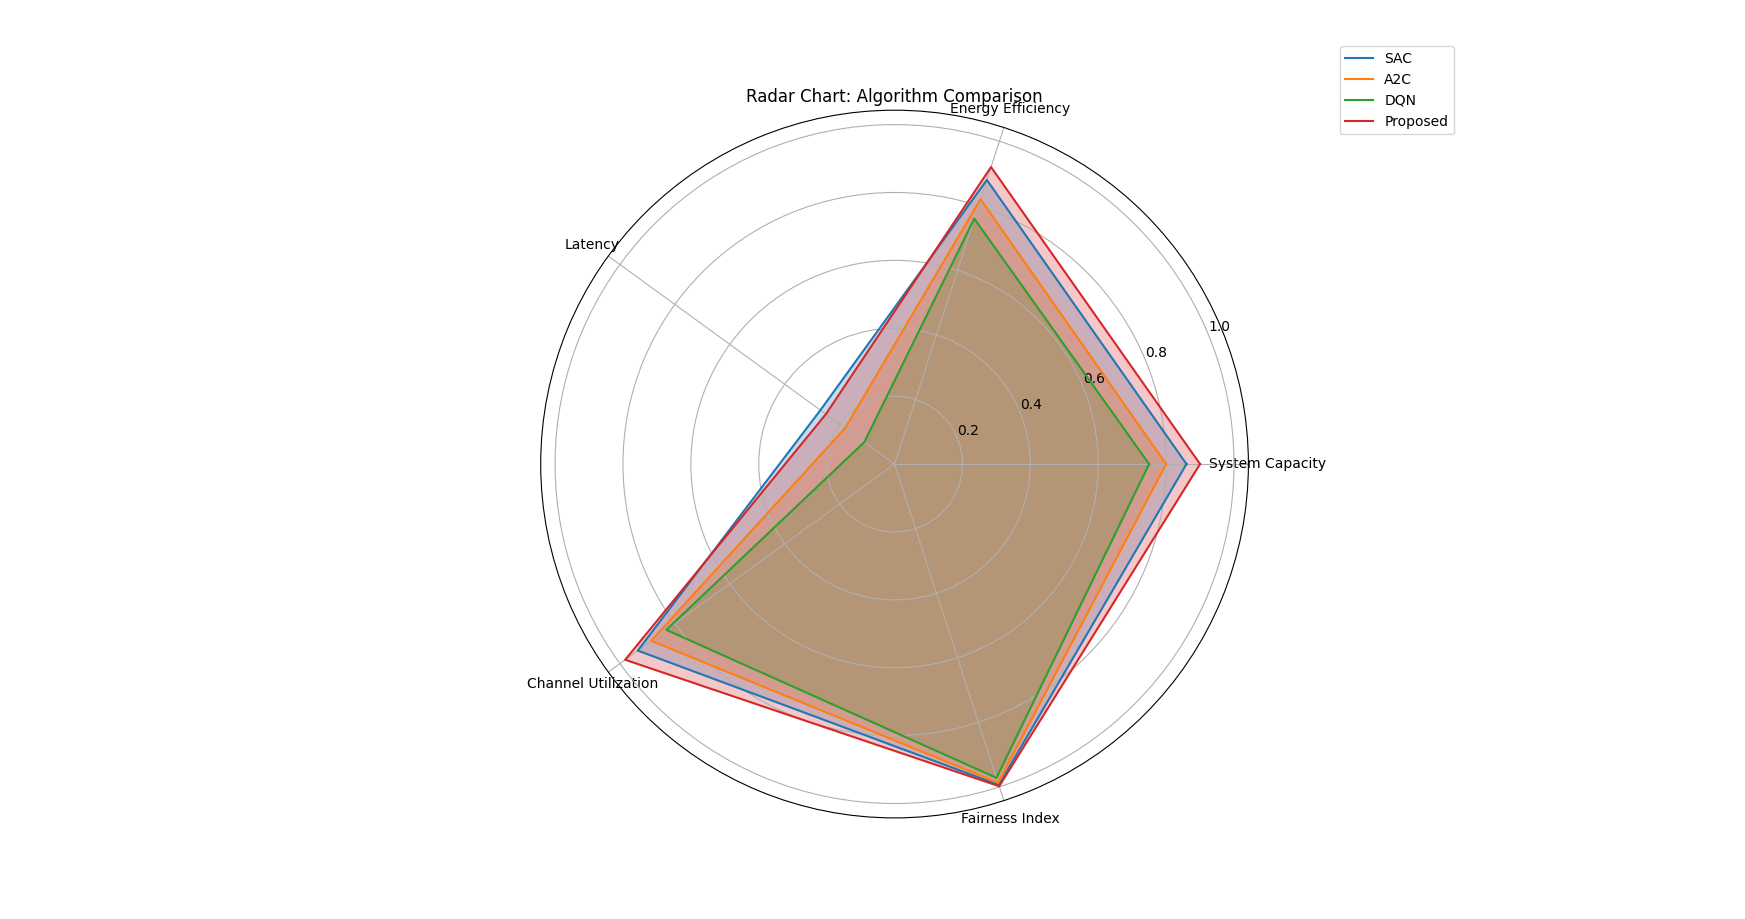 SAC
A2C
DQN
Proposed
Radar Chart: Algorithm Comparison
Energy Efficiency
Latency
1.0
0.8
0.6
0.4
0.2
System Capacity
Channel Utilization
Fairness Index